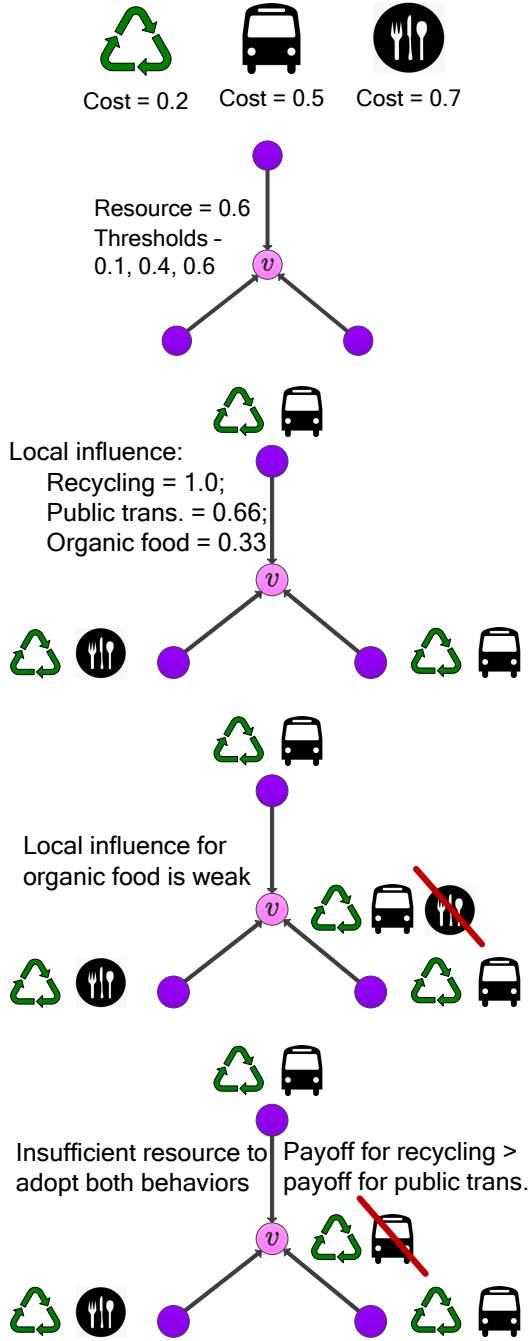 Cost = 0.2
Cost = 0.5
Cost = 0.7
Resource = 0.6
Thresholds -
0.1, 0.4, 0.6
v
Local influence:
Recycling = 1.0;
Public trans. = 0.66;
Organic food = 0.33
v
Local influence for
organic food is weak
v
Insufficient resource to
adopt both behaviors
Payoff for recycling >
payoff for public trans.
v